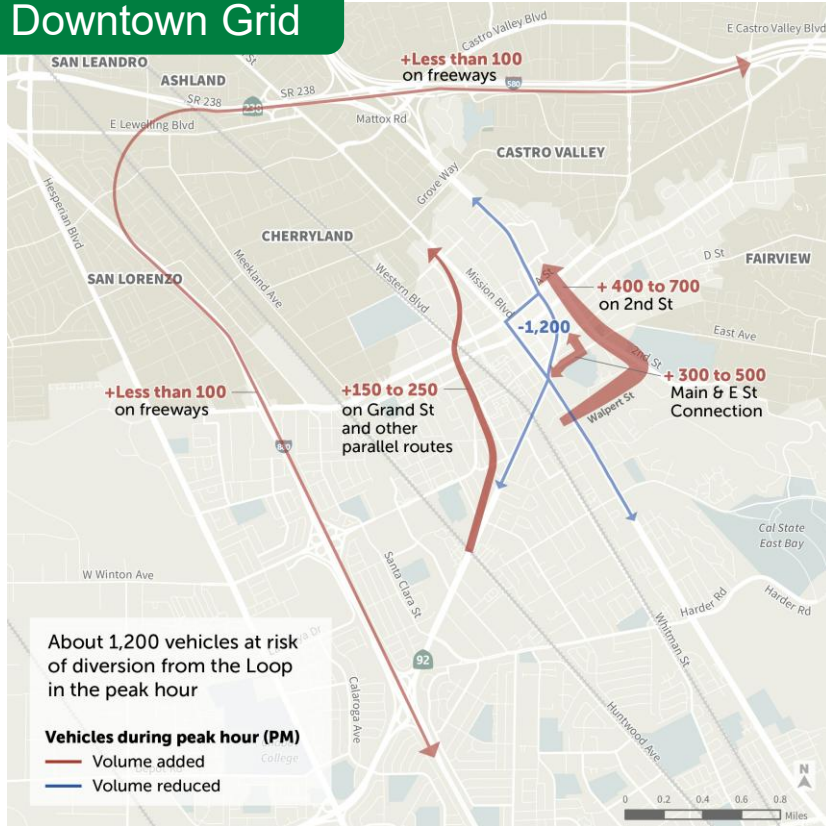 Downtown Grid
Castro Valley Blvd
E Castro Valley Blvd
SAN LEANDRO
+Less than 100
on freeways
ASHLAND
580
SR 238
SR 238
238
E Lewelling Blvd
Mattox Rd
CASTRO VALLEY
Grove Way
Hesperian Blvd
CHERRYLAND
D St
FAIRVIEW
Meekland Ave
Western Blvd
SAN LORENZO
Mission Blvd
A St
+ 400 to 700
on 2nd St
-1,200
East Ave
2nd St
+ 300 to 500
Main & E St
Connection
Walpert St
+Less than 100
on freeways
+150 to 250
on Grand St
and other
parallel routes
880
Cal State
East Bay
W Winton Ave
Santa Clara St
Harder Rd
Harder Rd
Whitman St
92
Calaroga Ave
Huntwood Ave
About 1,200 vehicles at risk
of diversion from the Loop
in the peak hour
Vehicles during peak hour (PM)
Volume added
Volume reduced
College
N
0 0.2 0.4 0.6 0.8
Miles